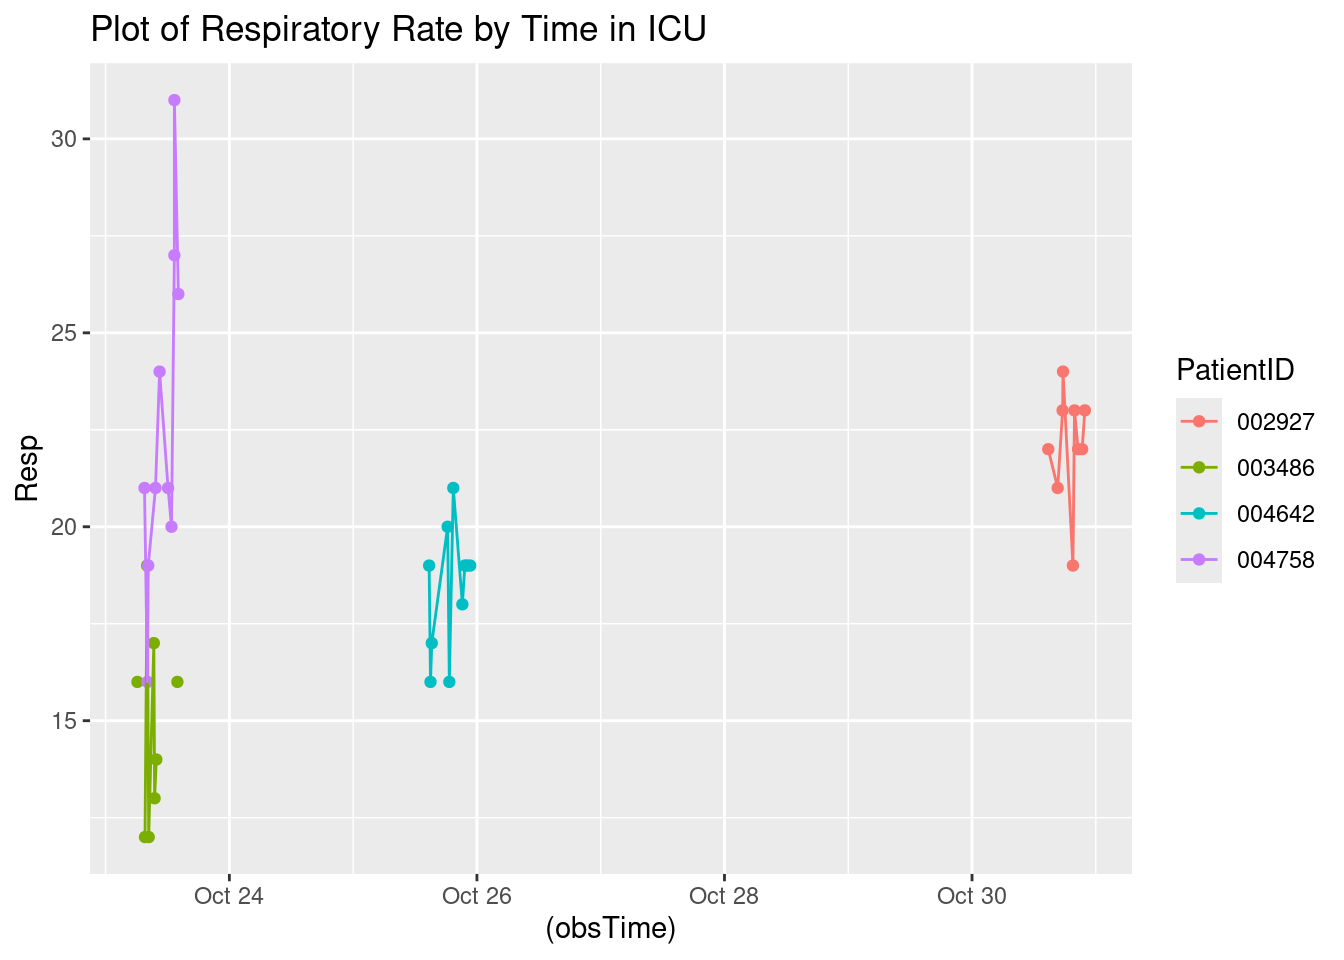 Plot of Respiratory Rate by Time in ICU
30
25
20
15
Resp
Oct 24
Oct 26
Oct 28
Oct 30
(obsTime)
PatientID
002927
003486
004642
004758